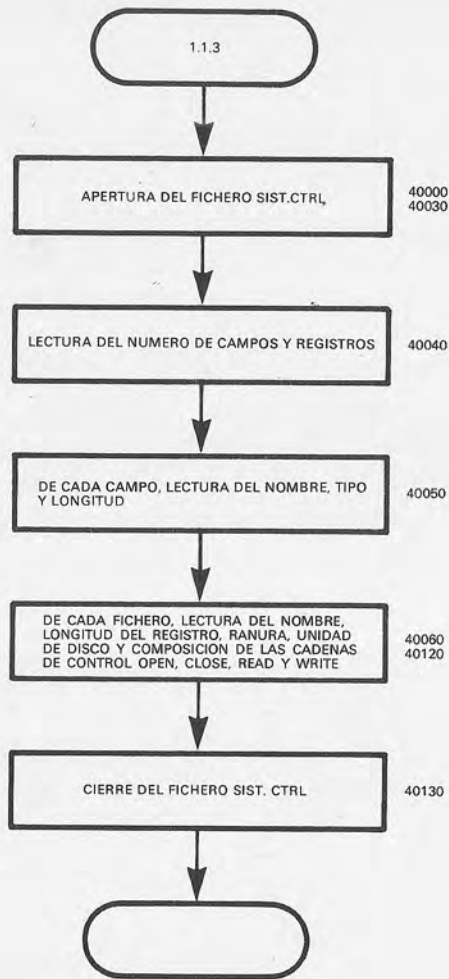 1.1.3
APERTURA DEL FICHERO SIST.CTRL,
40000
40030
LECTURA DEL NUMERO DE CAMPOS Y REGISTROS
40040
DE CADA CAMPO, LECTURA DEL NOMBRE, TIPO
Y LONGITUD
40050
DE CADA FICHERO, LECTURA DEL NOMBRE,
LONGITUD DEL REGISTRO, RANURA, UNIDAD
DE DISCO Y COMPOSICION DE LAS CADENAS
DE CONTROL OPEN, CLOSE, READ Y WRITE
40060
40120
CIERRE DEL FICHERO SIST. CTRL
40130